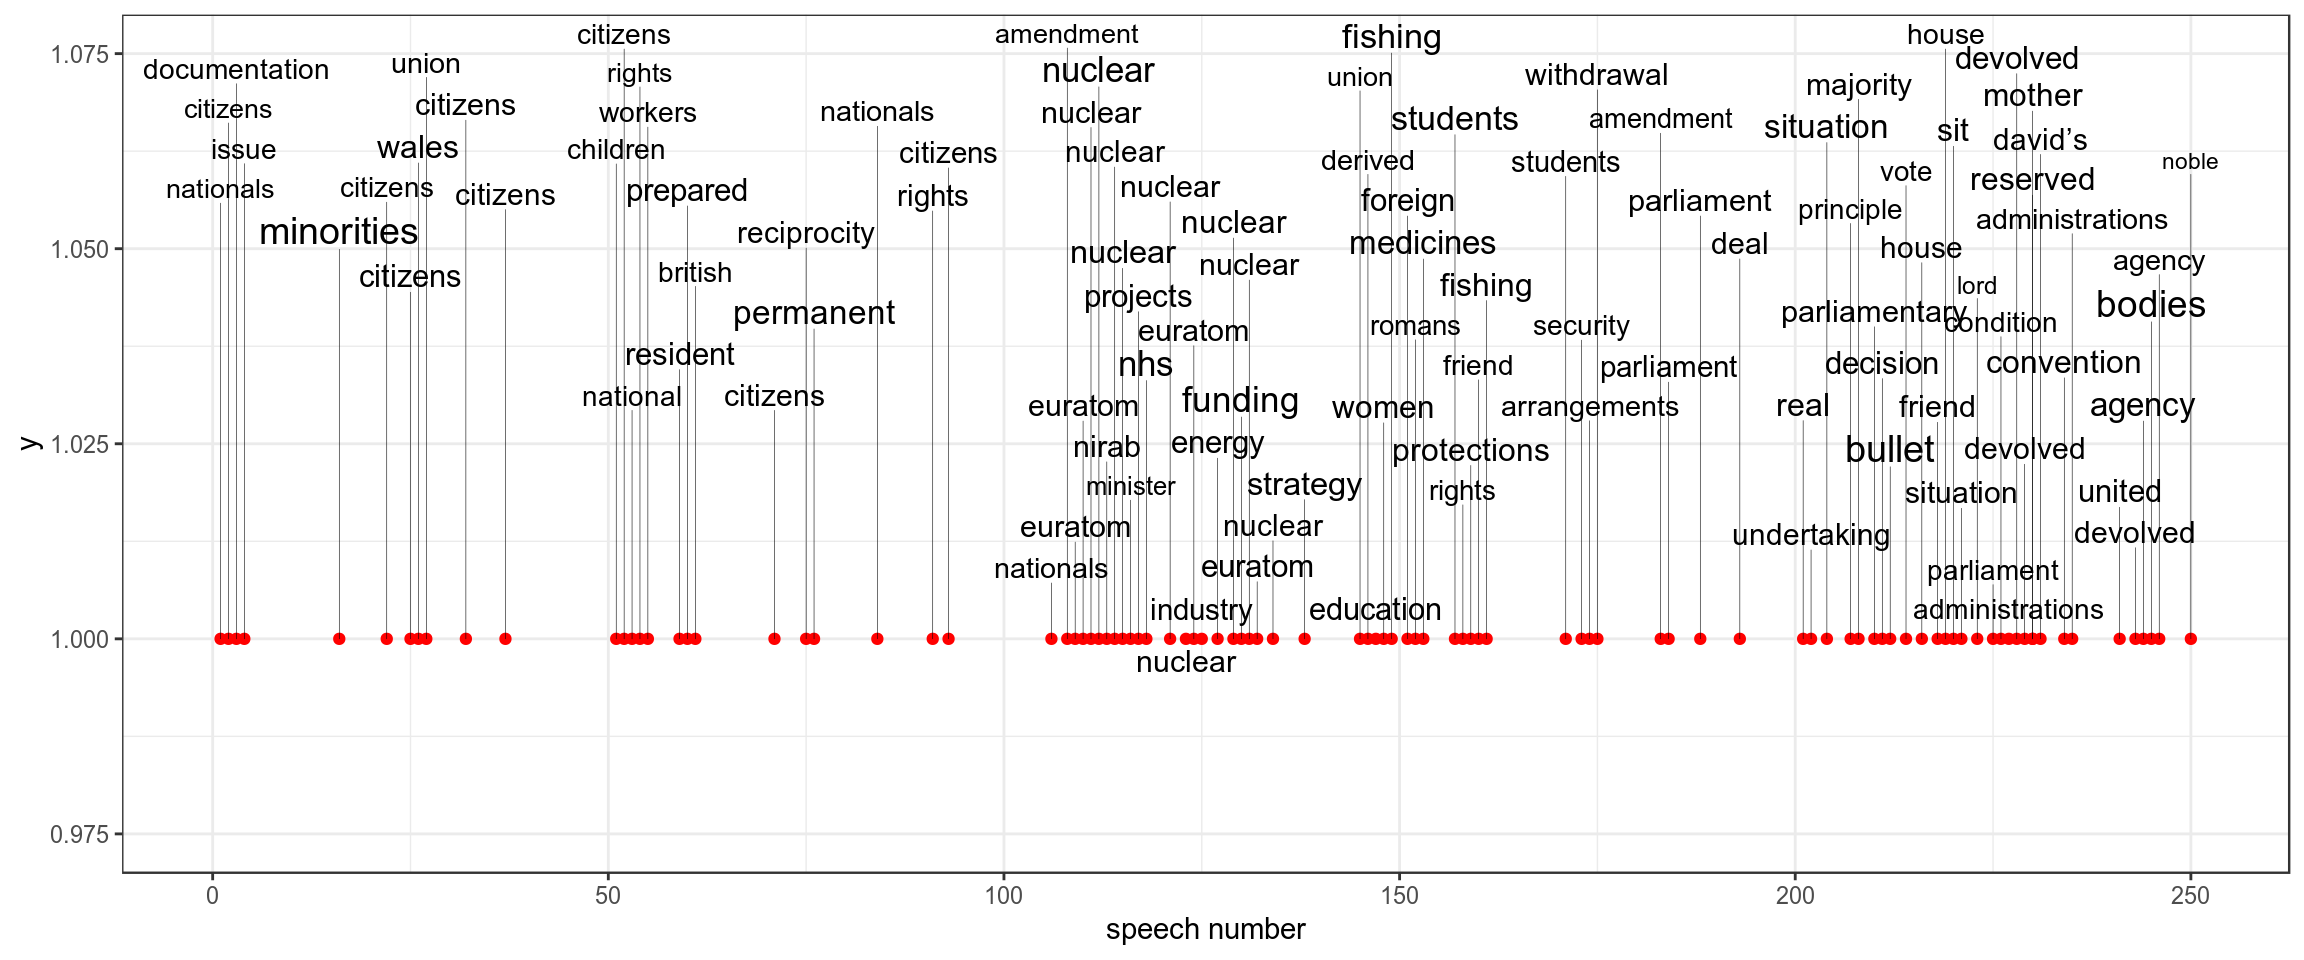 citizens
amendment
fishing
house
documentation
union
rights
nuclear
union
withdrawal
majority
devolved
citizens
citizens
workers
nationals
nuclear
students
amendment
situation
sit
mother
issue
wales
children
citizens
nuclear
derived
students
vote
david’s
noble
nationals
citizens
citizens
prepared
rights
nuclear
foreign
parliament
principle
reserved
minorities
reciprocity
nuclear
medicines
deal
house
administrations
citizens
british
nuclear
nuclear
fishing
lord
agency
permanent
projects
romans
security
parliamentary
condition
bodies
resident
euratom
nhs
friend
parliament
decision
convention
national
citizens
euratom
funding
women
arrangements
real
friend
agency
nirab
energy
protections
bullet
devolved
minister
strategy
rights
situation
united
euratom
nuclear
undertaking
devolved
nationals
euratom
parliament
industry
education
administrations
nuclear
1.075
1.050
1.025
1.000
0.975
y
0 50 100 150 200 250
speech number